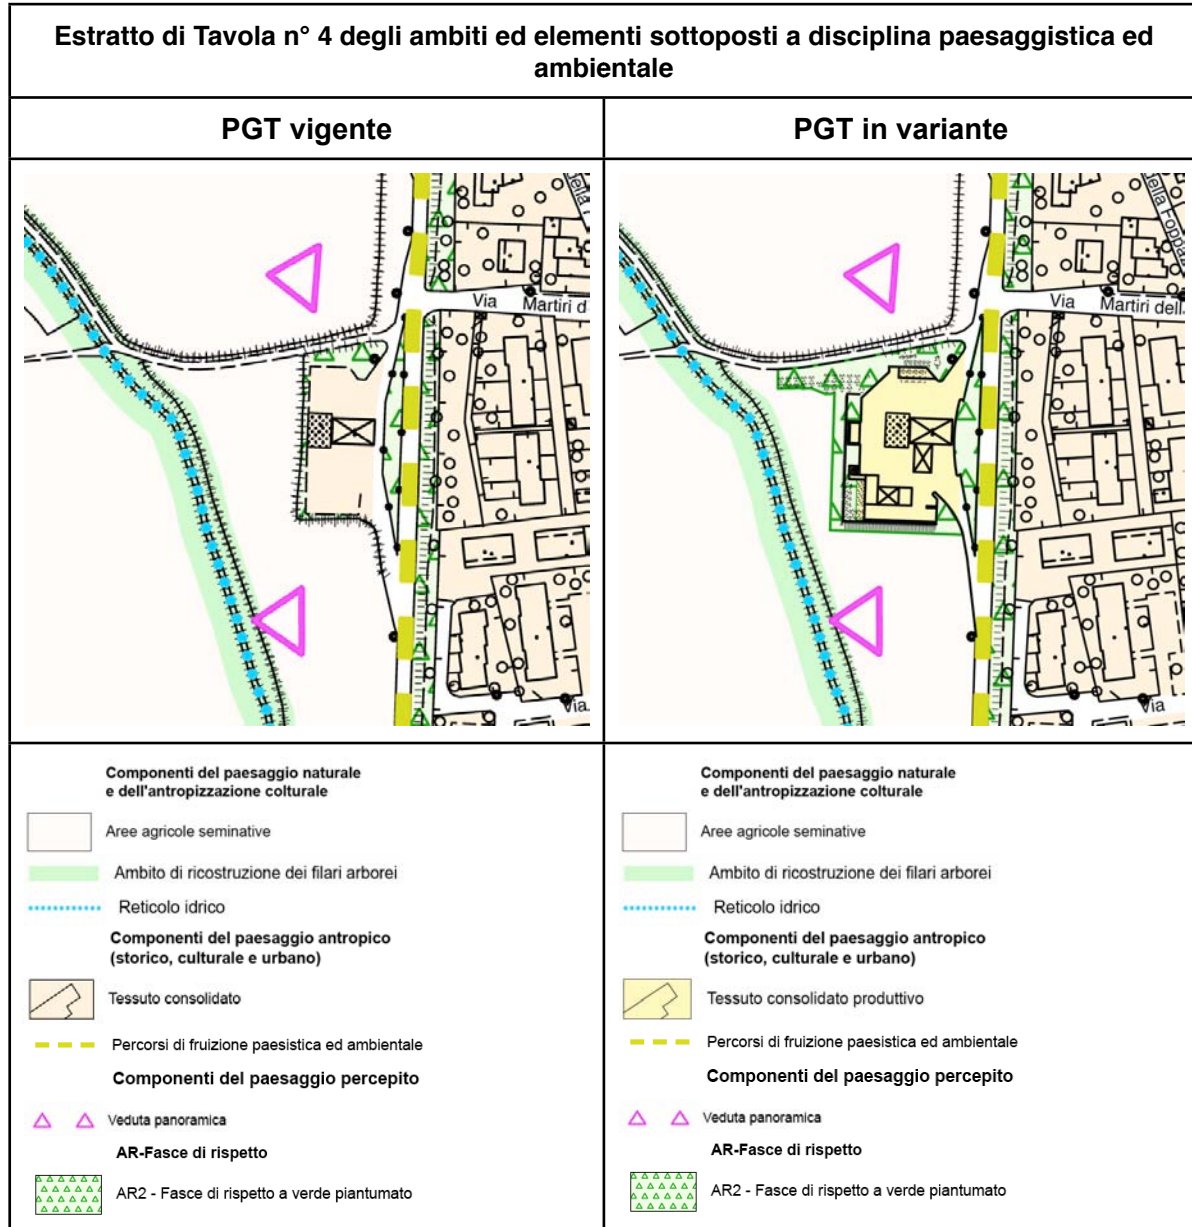 Estratto di Tavola n° 4 degli ambiti ed elementi sottoposti a disciplina paesaggistica ed
ambientale
PGT vigente
PGT in variante
Via Martiri d
Via
della Foppa
Via Martiri dell
Via
Componenti del paesaggio naturale
e dell'antropizzazione colturale
Aree agricole seminative
Ambito di ricostruzione dei filari arborei
Reticolo idrico
Componenti del paesaggio antropico
(storico, culturale e urbano)
Tessuto consolidato
Percorsi di fruizione paesistica ed ambientale
Componenti del paesaggio percepito
Veduta panoramica
AR-Fasce di rispetto
AR2 - Fasce di rispetto a verde piantumato
Componenti del paesaggio naturale
e dell'antropizzazione colturale
Aree agricole seminative
Ambito di ricostruzione dei filari arborei
Reticolo idrico
Componenti del paesaggio antropico
(storico, culturale e urbano)
Tessuto consolidato produttivo
Percorsi di fruizione paesistica ed ambientale
Componenti del paesaggio percepito
Veduta panoramica
AR-Fasce di rispetto
AR2 - Fasce di rispetto a verde piantumato